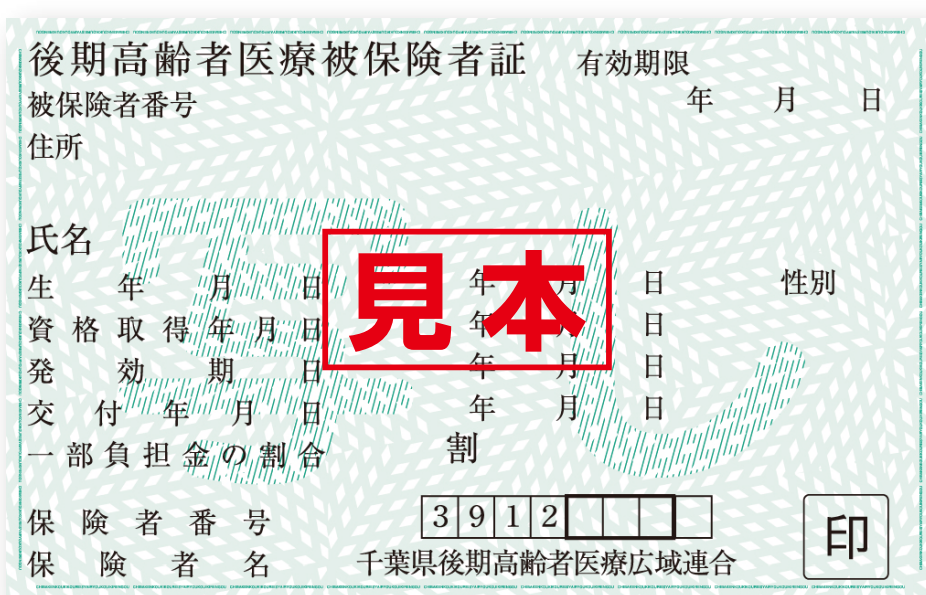 後期高齢者医療被保険者証 有効期限
被保険者番号 年 月 日
住所
氏名
生年月日 年 月 日 性別
資格取得年月日 年 月 日
発効期日 年 月 日
交付年月日 年 月 日
一部負担金の割合 割
見本
写し
保険者番号 3912
保険者名 千葉県後期高齢者医療広域連合
印